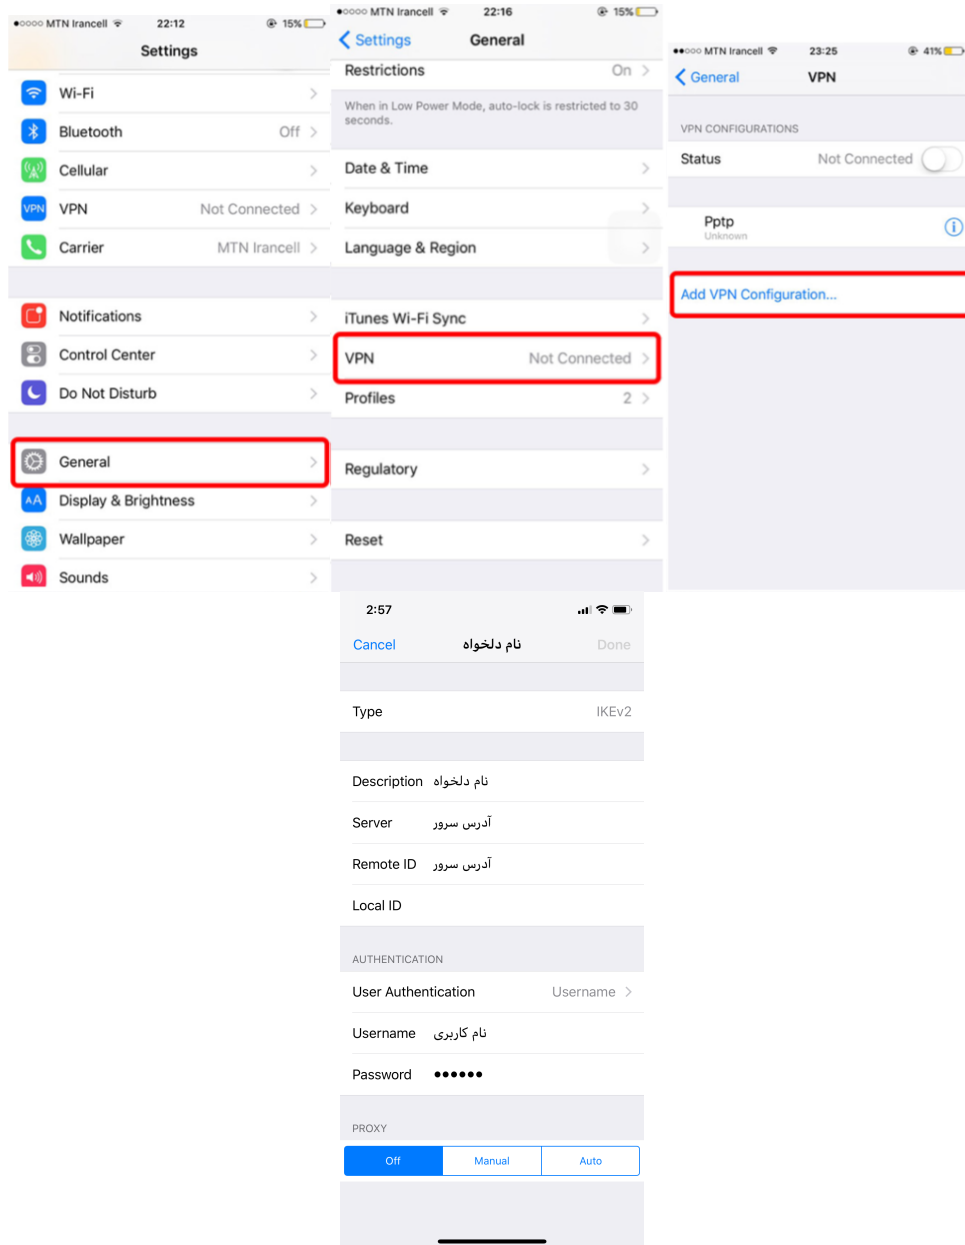 MTN Irancell 22:12 15%
Settings
Wi-Fi
Bluetooth Off
Cellular
VPN VPN Not Connected
Carrier MTN Irancell
Notifications
Control Center
Do Not Disturb
General
AA Display & Brightness
Wallpaper
Sounds
MTN Irancell 22:16 15%
Settings General
Restrictions On
When in Low Power Mode, auto-lock is restricted to 30
seconds.
Date & Time
Keyboard
Language & Region
iTunes Wi-Fi Sync
VPN Not Connected
Profiles 2
Regulatory
Reset
MTN Irancell 23:25 41%
General VPN
VPN CONFIGURATIONS
Status Not Connected
Pptp
Unknown
Add VPN Configuration...
2:57
Cancel نام دلخواه Done
Type IKEv2
Description نام دلخواه
Server آدرس سرور
Remote ID آدرس سرور
Local ID
AUTHENTICATION
User Authentication Username
Username نام کاربری
Password ••••••
PROXY
Off Manual Auto